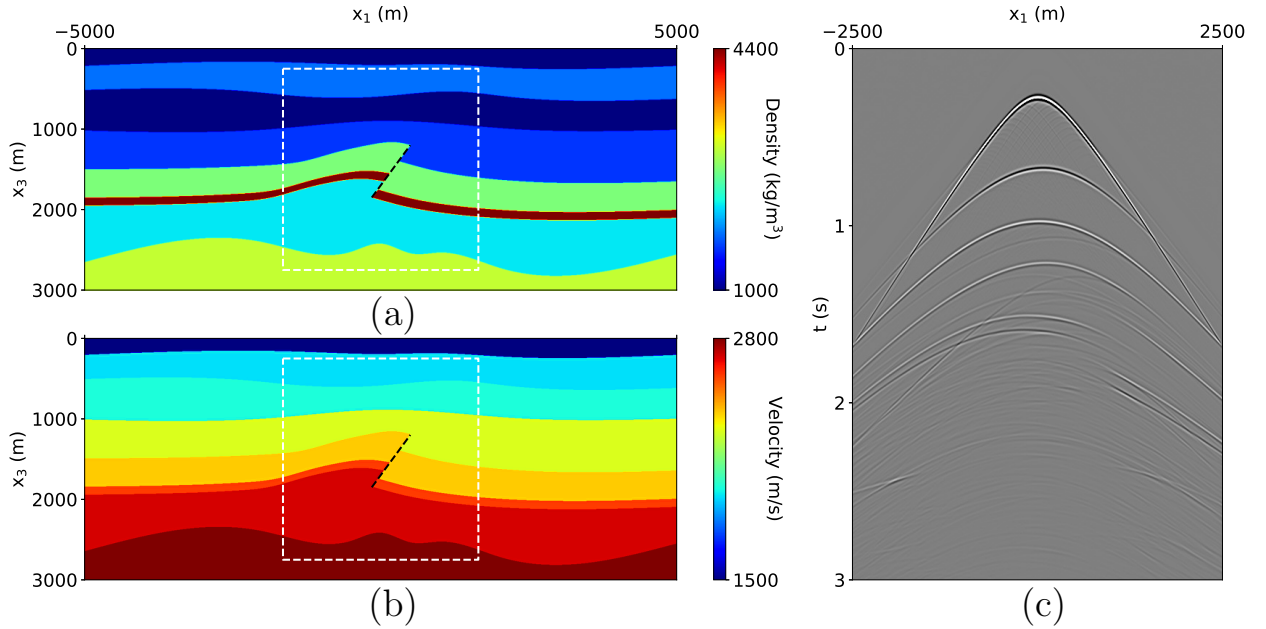 x₁ (m)
−5000 5000
0
1000
2000
3000
x₃ (m)
4400
1000
Density (kg/m³)
(a)
0
1000
2000
3000
x₃ (m)
2800
1500
Velocity (m/s)
(b)
x₁ (m)
−2500 2500
0
1
2
3
t (s)
(c)